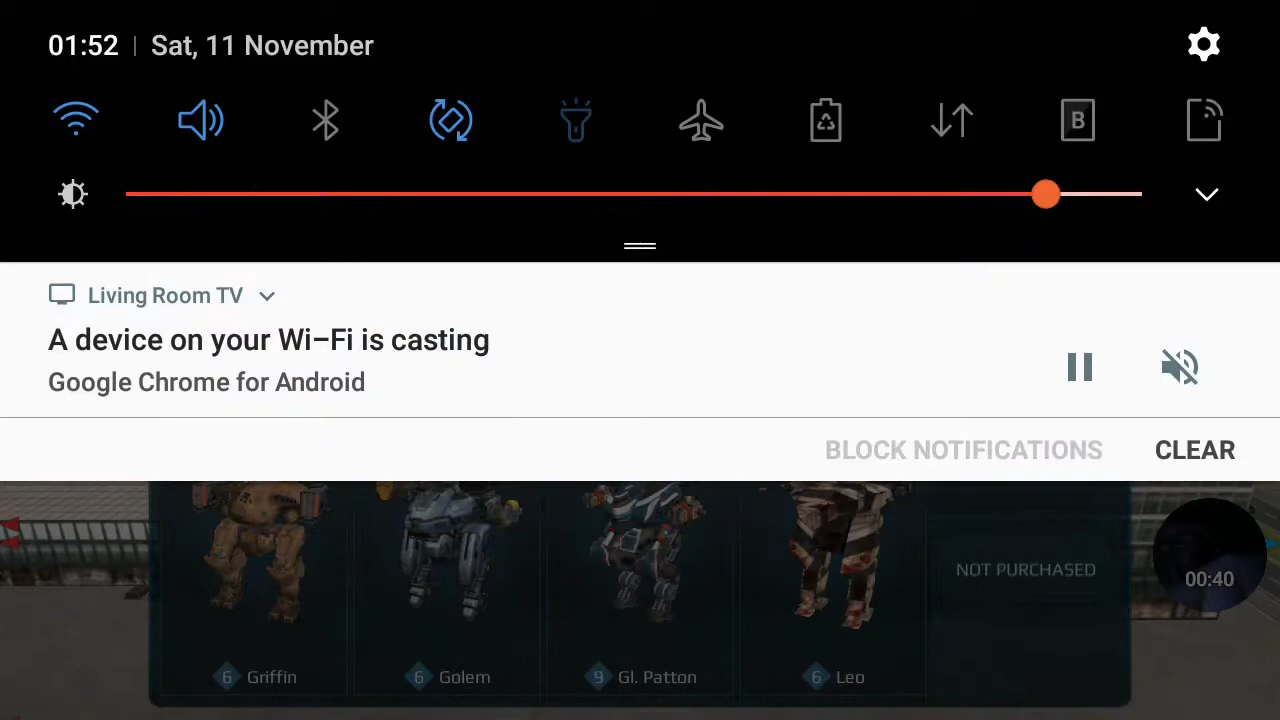 01:52 | Sat, 11 November
B
Living Room TV
A device on your Wi–Fi is casting
Google Chrome for Android
BLOCK NOTIFICATIONS CLEAR
NOT PURCHASED
00:40
6 Griffin 6 Golem 9 Gl. Patton 6 Leo